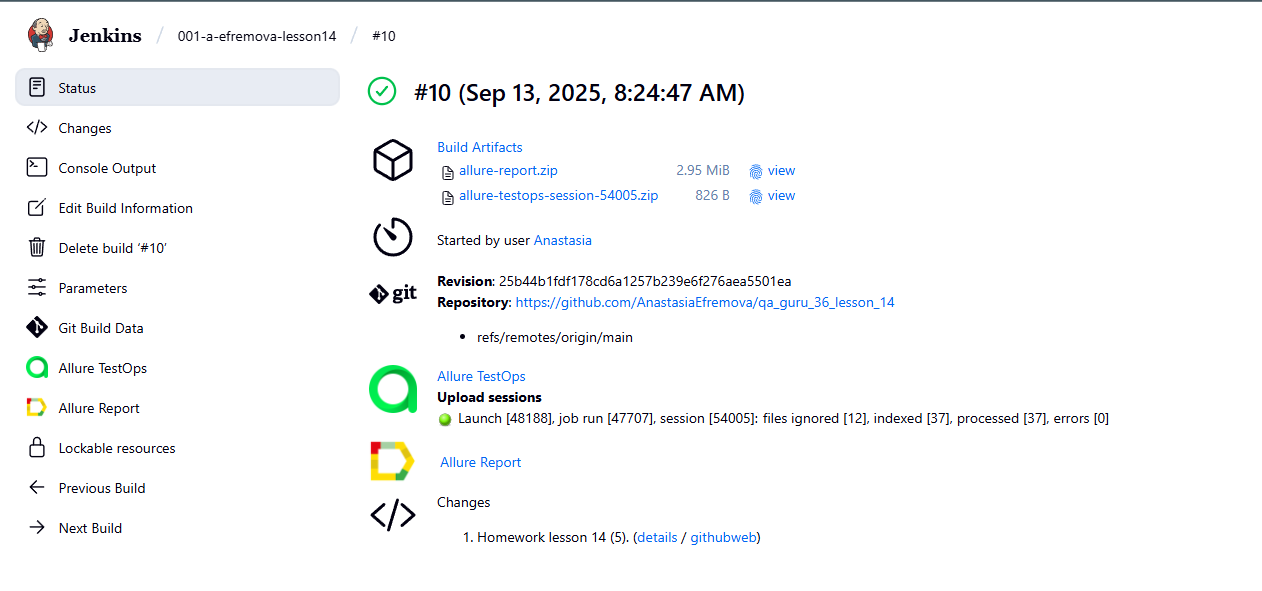 Jenkins / 001-a-efremova-lesson14 / #10
Status
Changes
Console Output
Edit Build Information
Delete build ‘#10’
Parameters
Git Build Data
Allure TestOps
Allure Report
Lockable resources
Previous Build
Next Build
#10 (Sep 13, 2025, 8:24:47 AM)
Build Artifacts
allure-report.zip 2.95 MiB view
allure-testops-session-54005.zip 826 B view
Started by user Anastasia
git
Revision: 25b44b1fdf178cd6a1257b239e6f276aea5501ea
Repository: https://github.com/AnastasiaEfremova/qa_guru_36_lesson_14
• refs/remotes/origin/main
Allure TestOps
Upload sessions
Launch [48188], job run [47707], session [54005]: files ignored [12], indexed [37], processed [37], errors [0]
Allure Report
Changes
1. Homework lesson 14 (5). (details / githubweb)